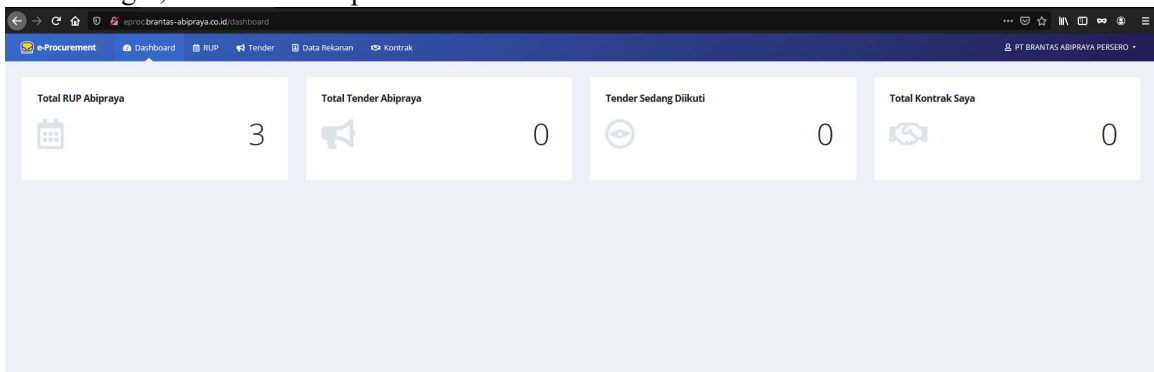 eproc.brantas-abipraya.co.id/dashboard
e-Procurement Dashboard RUP Tender Data Rekanan Kontrak PT BRANTAS ABIPRAYA PERSERO
Total RUP Abipraya
3
Total Tender Abipraya
0
Tender Sedang Diikuti
0
Total Kontrak Saya
0